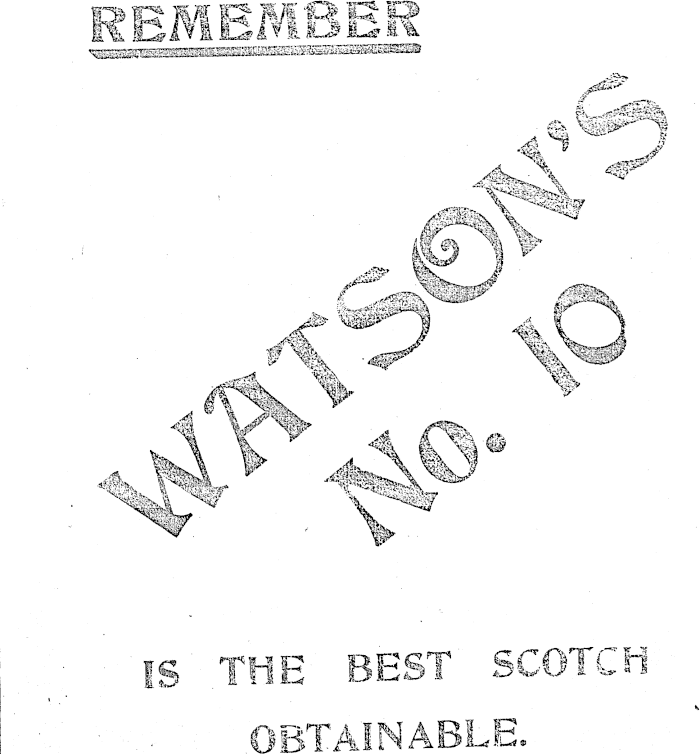 REMEMBER
WATSON'S
No. 10
IS THE BEST SCOTCH
OBTAINABLE.